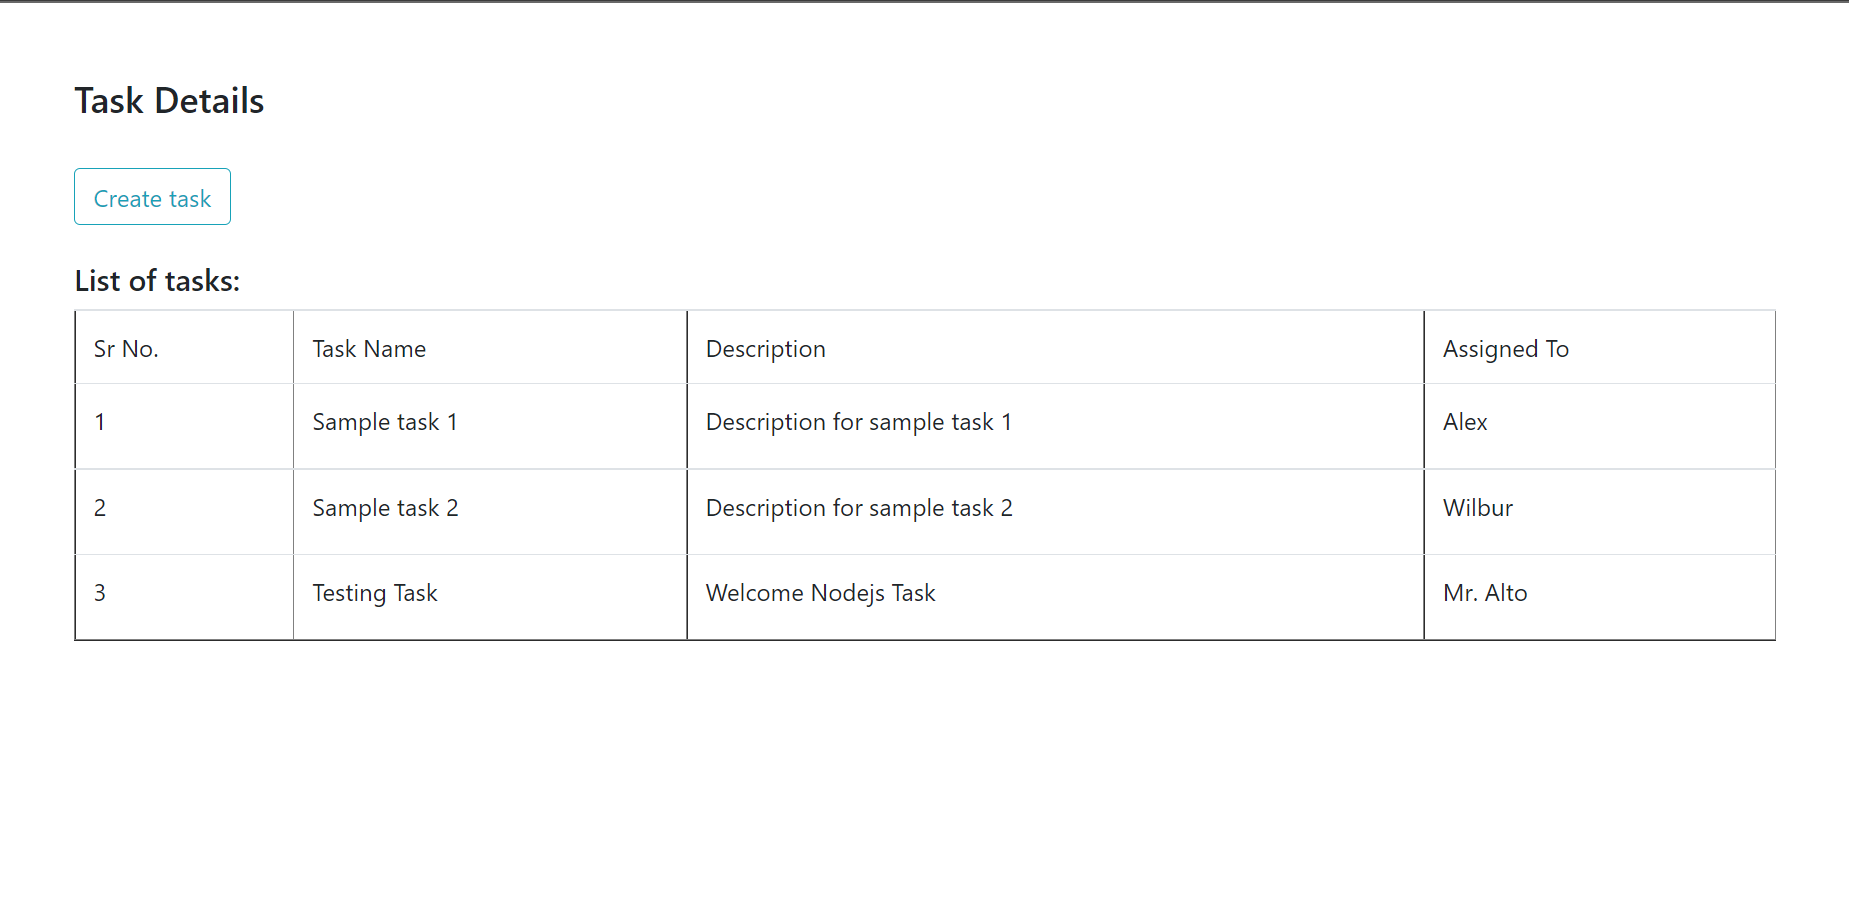 Task Details
Create task
List of tasks:
Sr No. Task Name Description Assigned To
1 Sample task 1 Description for sample task 1 Alex
2 Sample task 2 Description for sample task 2 Wilbur
3 Testing Task Welcome Nodejs Task Mr. Alto